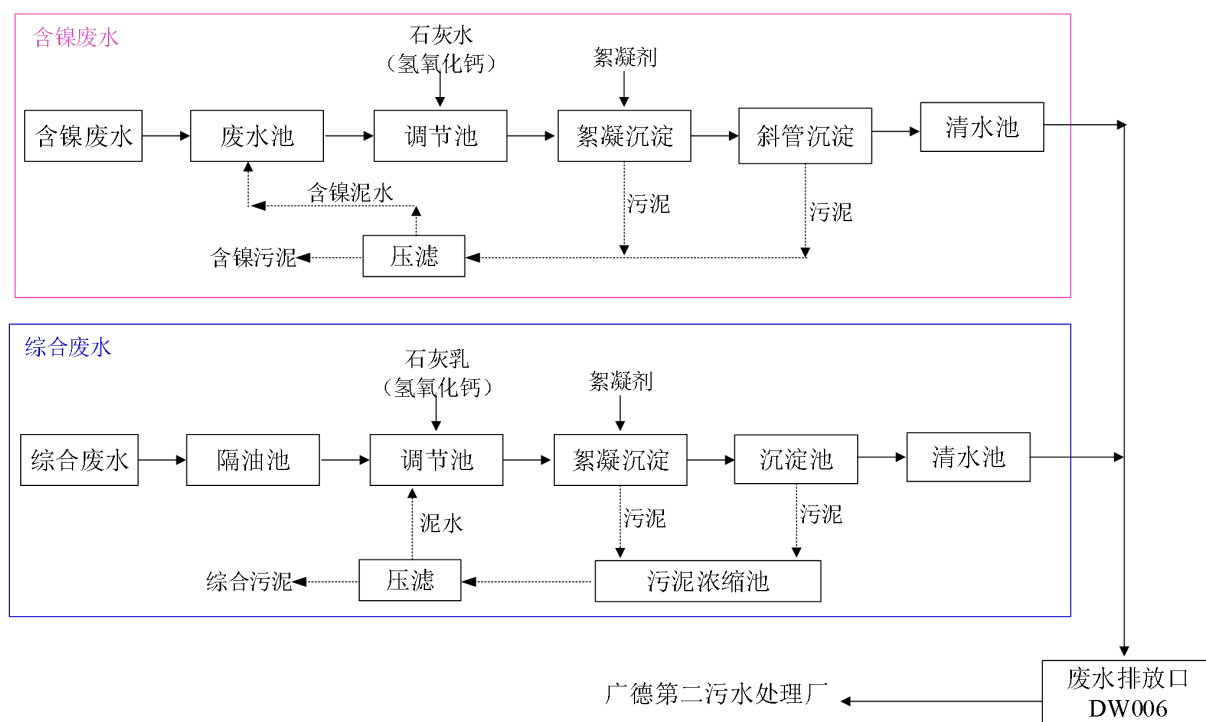 含镍废水
石灰水
（氢氧化钙）
絮凝剂
含镍废水
废水池
调节池
絮凝沉淀
斜管沉淀
清水池
含镍泥水
污泥
污泥
含镍污泥
压滤
综合废水
石灰乳
（氢氧化钙）
絮凝剂
综合废水
隔油池
调节池
絮凝沉淀
沉淀池
清水池
泥水
污泥
污泥
综合污泥
压滤
污泥浓缩池
广德第二污水处理厂
废水排放口
DW006